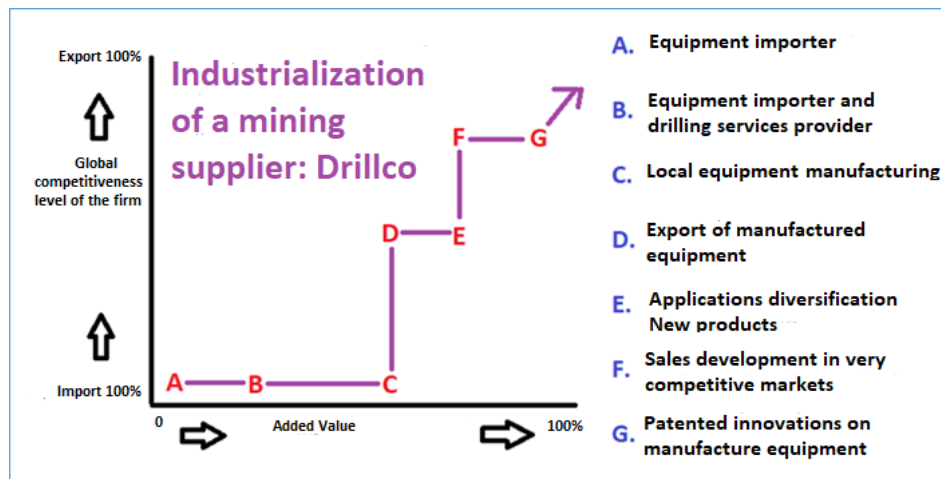 Export 100%
Industrialization
of a mining
supplier: Drillco
Global
competitiveness
level of the firm
Import 100%
A
B
C
D
E
F
G
0
Added Value
100%
A. Equipment importer
B. Equipment importer and
drilling services provider
C. Local equipment manufacturing
D. Export of manufactured
equipment
E. Applications diversification
New products
F. Sales development in very
competitive markets
G. Patented innovations on
manufacture equipment